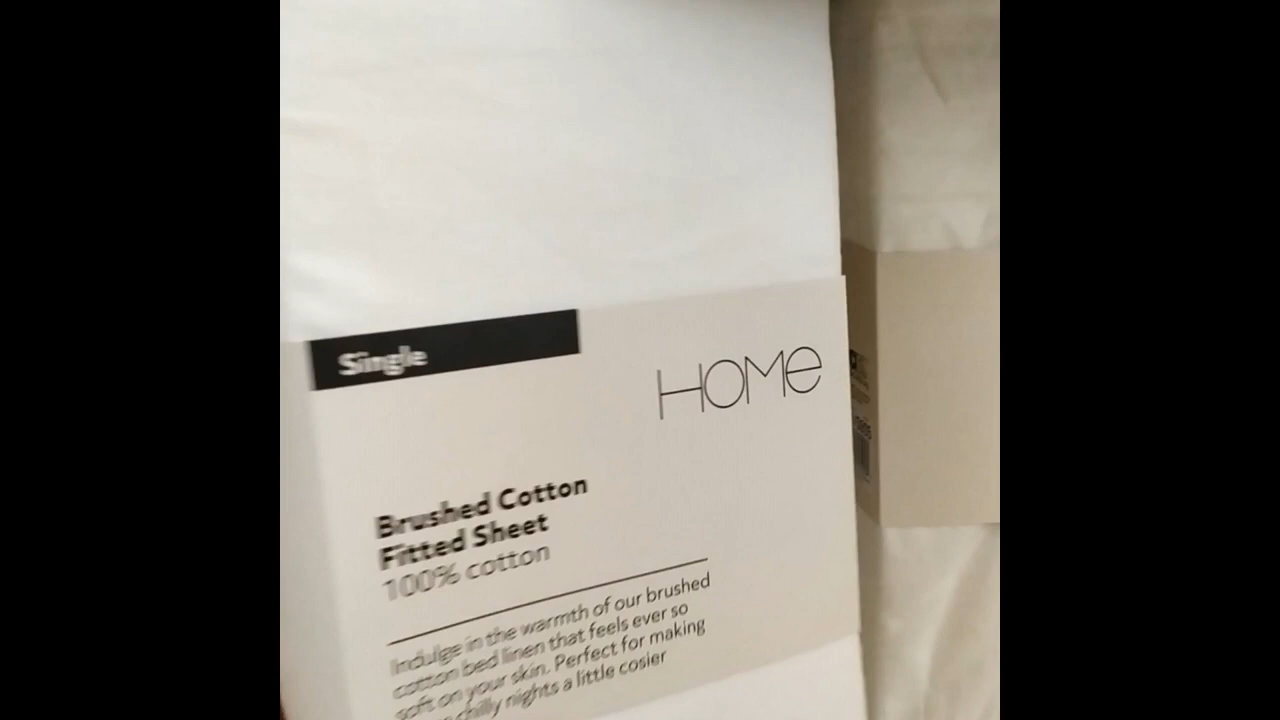 Single
HOME
Brushed Cotton
Fitted Sheet
100% cotton
Indulge in the warmth of our brushed
cotton bed linen that feels ever so
soft on your skin. Perfect for making
chilly nights a little cosier